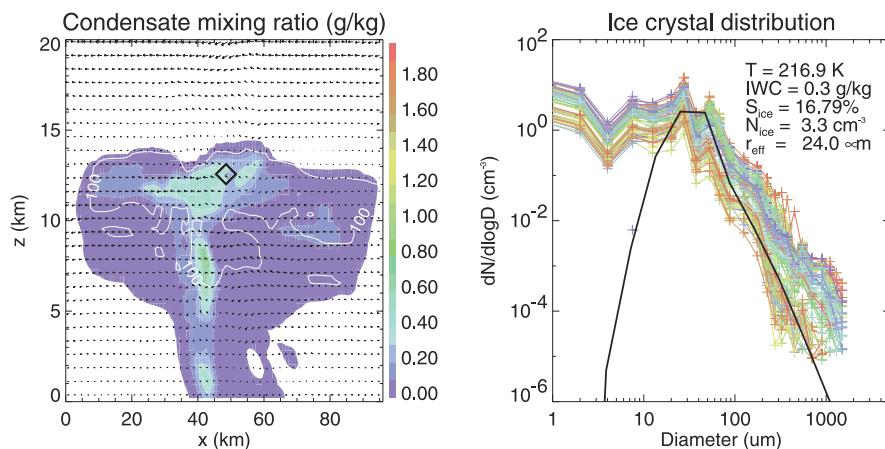 Condensate mixing ratio (g/kg)
20
15
10
5
0
z (km)
100
100
100
0
20
40
60
80
x (km)
1.80
1.60
1.40
1.20
1.00
0.80
0.60
0.40
0.20
0.00
Ice crystal distribution
10²
10⁰
10⁻²
10⁻⁴
10⁻⁶
dN/dlogD (cm⁻³)
T = 216.9 K
IWC = 0.3 g/kg
S_ice = 16.79%
N_ice = 3.3 cm⁻³
r_eff = 24.0 ∝m
1
10
100
1000
Diameter (um)